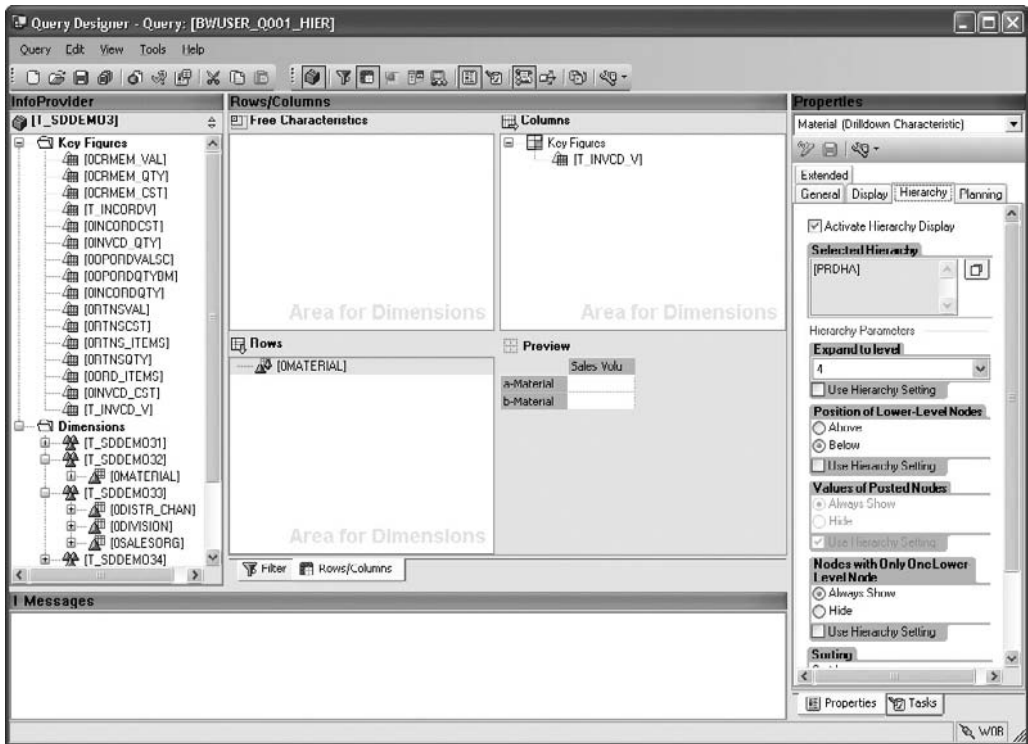 Query Designer - Query: [BWUSER_Q001_HIER]
Query Edit View Tools Help
InfoProvider
[T_SDDEMO3]
Key Figures
[0CRMEM_VAL]
[0CRMEM_QTY]
[0CRMEM_CST]
[T_INCORDV]
[0INCORDCST]
[0INVCD_QTY]
[0OPORDVALSC]
[0OPORDQTYBM]
[0INCORDQTY]
[0RTNSVAL]
[0RTNSCST]
[0RTNS_ITEMS]
[0RTNSQTY]
[0ORD_ITEMS]
[0INVCD_CST]
[T_INVCD_V]
Dimensions
[T_SDDEMO31]
[T_SDDEMO32]
[0MATERIAL]
[T_SDDEMO33]
[0DISTR_CHAN]
[0DIVISION]
[0SALESORG]
[T_SDDEMO34]
Rows/Columns
Free Characteristics
Area for Dimensions
Columns
Key Figures
[T_INVCD_V]
Area for Dimensions
Rows
[0MATERIAL]
Area for Dimensions
Preview
Sales Volu
a-Material
b-Material
Filter Rows/Columns
Messages
Properties
Material (Drilldown Characteristic)
Extended
General Display Hierarchy Planning
Activate Hierarchy Display
Selected Hierarchy
[PRDHA]
Hierarchy Parameters
Expand to level
4
Use Hierarchy Setting
Position of Lower-Level Nodes
Above
Below
Use Hierarchy Setting
Values of Posted Nodes
Always Show
Hide
Use Hierarchy Setting
Nodes with Only One Lower
Level Node
Always Show
Hide
Use Hierarchy Setting
Sorting
Properties Tasks